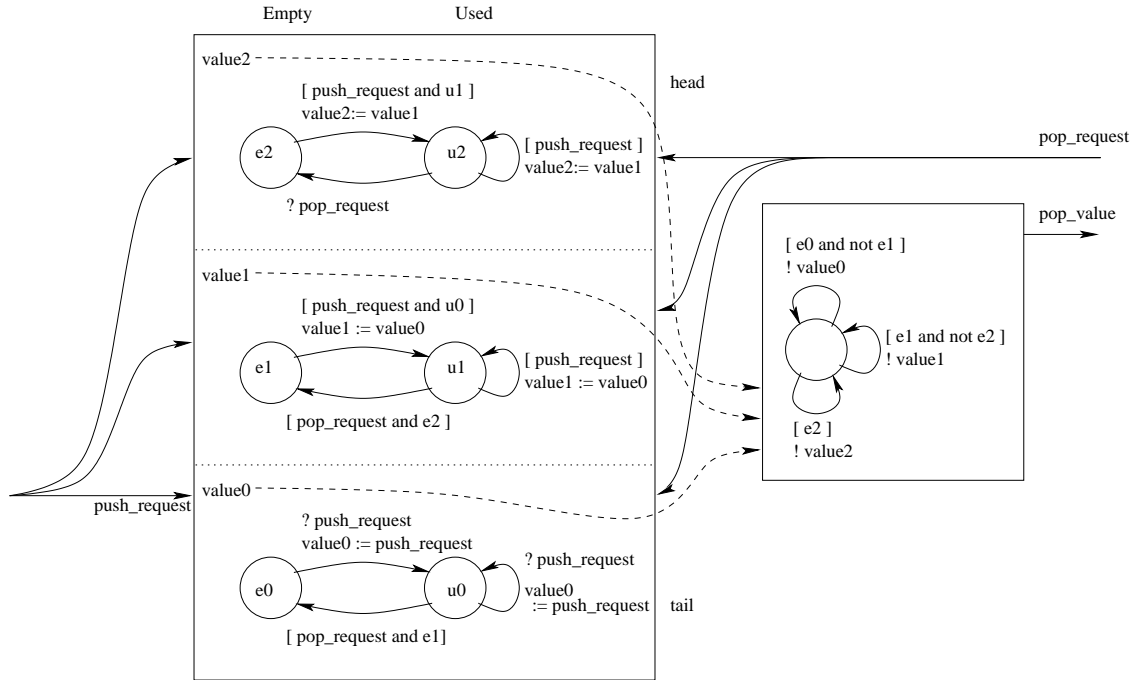 Empty
Used
value2
head
[ push_request and u1 ]
value2:= value1
e2
u2
[ push_request ]
value2:= value1
? pop_request
pop_request
pop_value
value1
[ push_request and u0 ]
value1 := value0
e1
u1
[ push_request ]
value1 := value0
[ pop_request and e2 ]
[ e0 and not e1 ]
! value0
[ e1 and not e2 ]
! value1
[ e2 ]
! value2
value0
push_request
? push_request
value0 := push_request
e0
u0
? push_request
value0
:= push_request
tail
[ pop_request and e1]